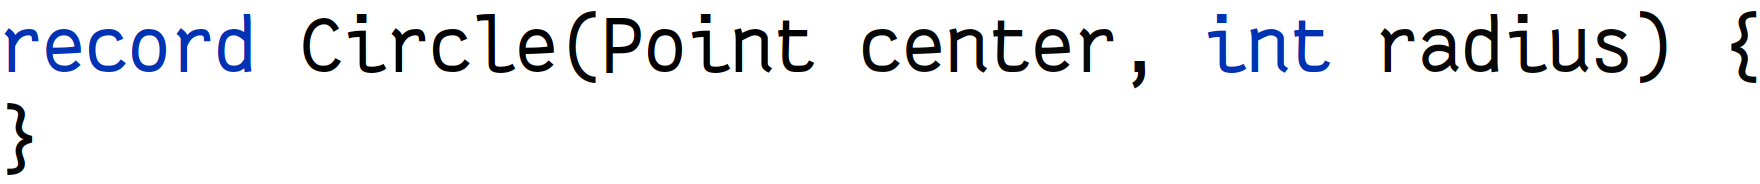 record Circle(Point center, int radius) {
}